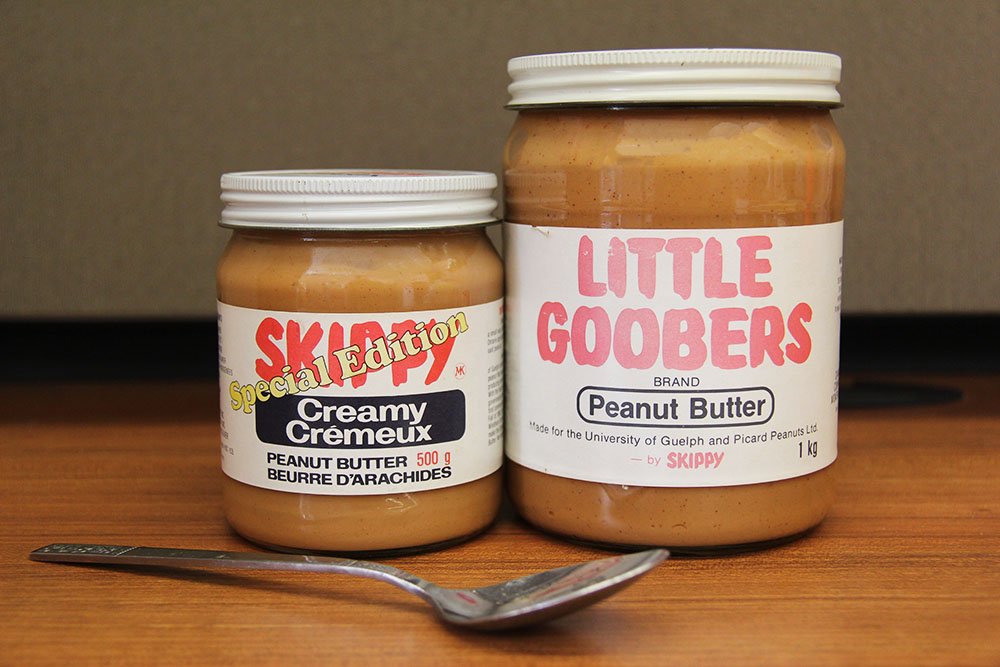 SKIPPY
Special Edition
MK
Creamy
Crémeux
PEANUT BUTTER 500 g
BEURRE D'ARACHIDES
LITTLE
GOOBERS
BRAND
Peanut Butter
Made for the University of Guelph and Picard Peanuts Ltd.
— by SKIPPY
1 kg